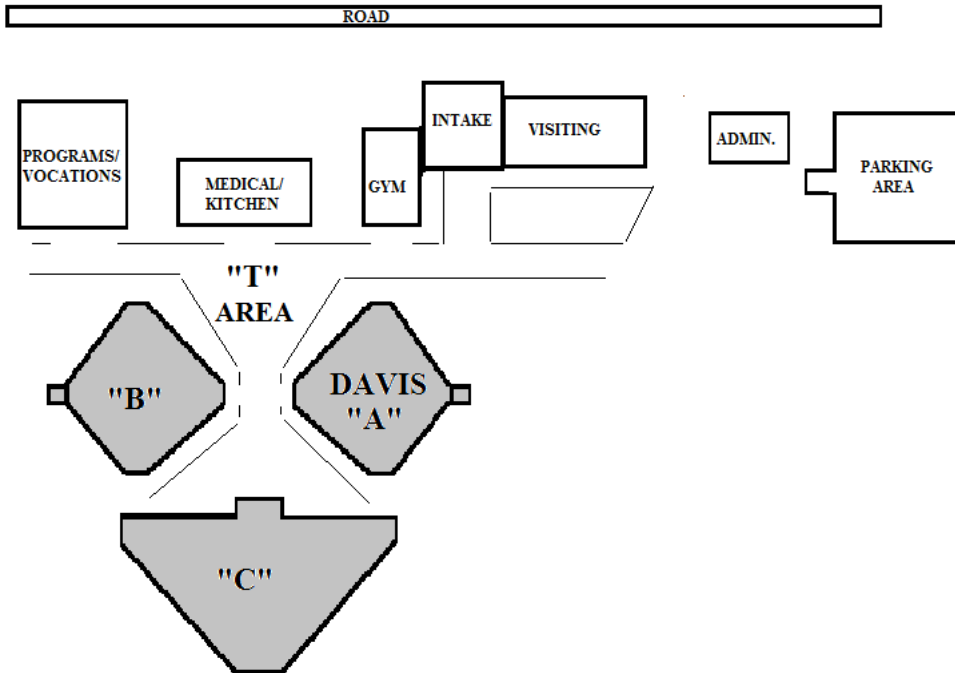 ROAD
PROGRAMS/
VOCATIONS
MEDICAL/
KITCHEN
GYM
INTAKE
VISITING
ADMIN.
PARKING
AREA
"T"
AREA
"B"
DAVIS
"A"
"C"